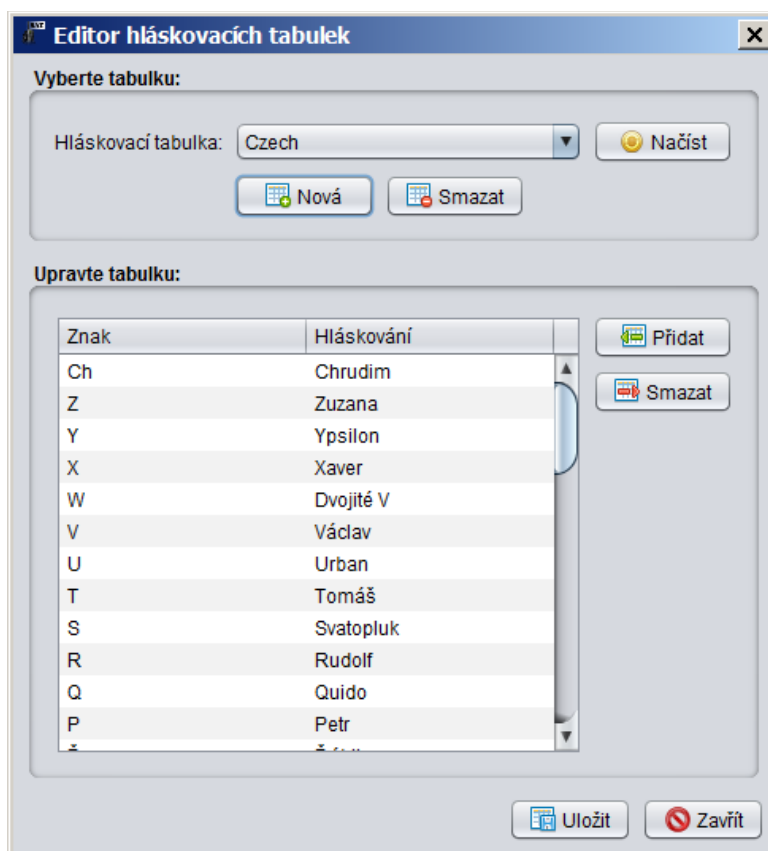 Editor hláskovacích tabulek
Vyberte tabulku:
Hláskovací tabulka: Czech Načíst
Nová Smazat
Upravte tabulku:
Znak Hláskování Přidat
Ch Chrudim Smazat
Z Zuzana
Y Ypsilon
X Xaver
W Dvojité V
V Václav
U Urban
T Tomáš
S Svatopluk
R Rudolf
Q Quido
P Petr
Uložit Zavřít